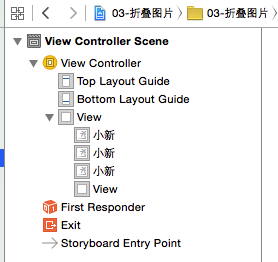 03-折叠图片 03-折叠图片
View Controller Scene
View Controller
Top Layout Guide
Bottom Layout Guide
View
小新
小新
小新
View
First Responder
Exit
Storyboard Entry Point